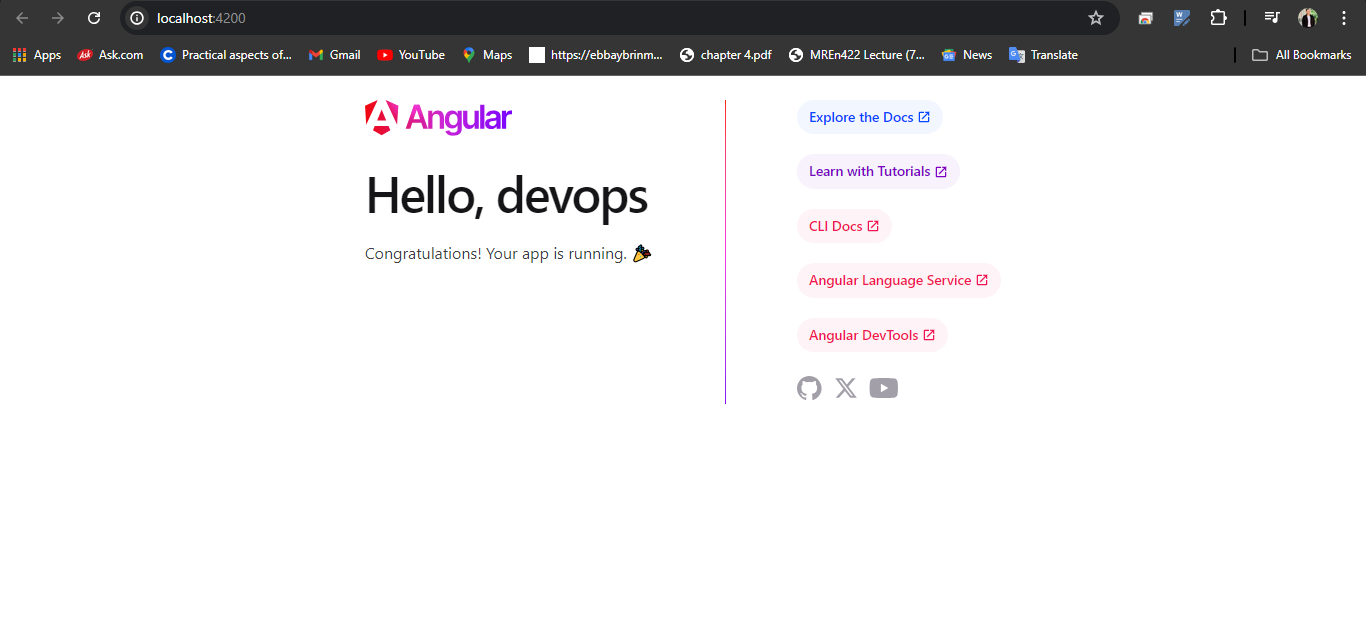 localhost:4200
Apps Ask Ask.com C Practical aspects of... Gmail YouTube Maps https://ebbaybrinm... chapter 4.pdf MREn422 Lecture (7... News Translate All Bookmarks
Angular
Hello, devops
Congratulations! Your app is running. 🎉
Explore the Docs
Learn with Tutorials
CLI Docs
Angular Language Service
Angular DevTools